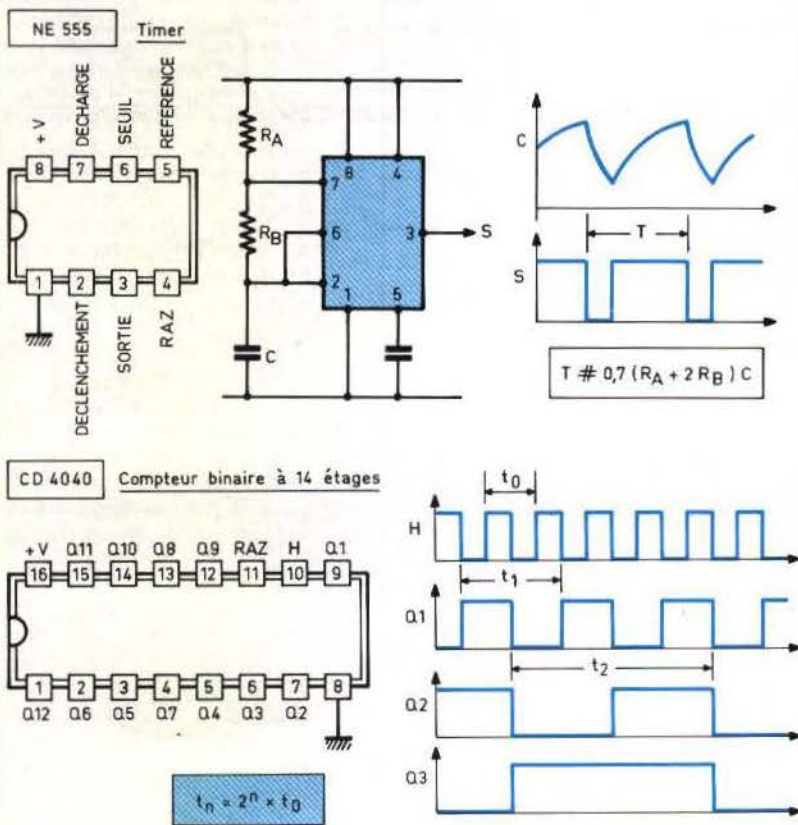 NE 555 Timer
+ V DECHARGE SEUIL REFERENCE
8 7 6 5
1 2 3 4
DECLENCHEMENT SORTIE RAZ
RA
RB
C
8 4
7
6
2
3 S
1 5
C
T
S
T # 0,7 (RA + 2 RB) C
CD 4040 Compteur binaire à 14 étages
+V Q11 Q10 Q8 Q9 RAZ H Q1
16 15 14 13 12 11 10 9
1 2 3 4 5 6 7 8
Q12 Q6 Q5 Q7 Q4 Q3 Q2
tn = 2ⁿ × t0
t0
H
t1
Q1
t2
Q2
Q3